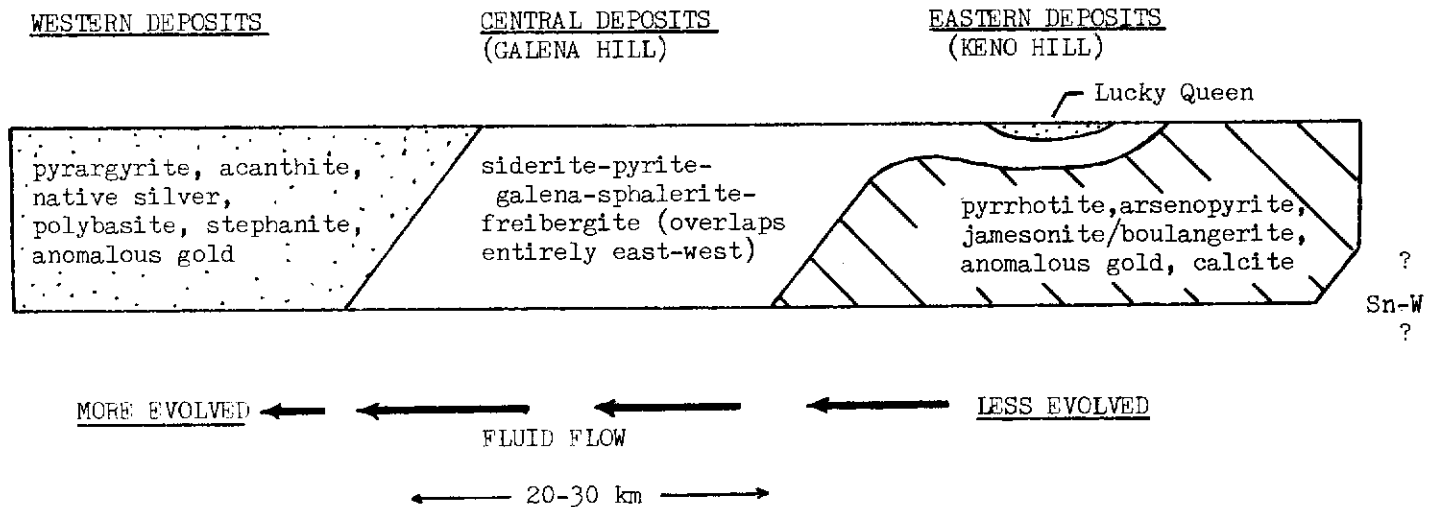 WESTERN DEPOSITS
CENTRAL DEPOSITS
(GALENA HILL)
EASTERN DEPOSITS
(KENO HILL)
Lucky Queen
pyrargyrite, acanthite,
native silver,
polybasite, stephanite,
anomalous gold
siderite-pyrite-
galena-sphalerite-
freibergite (overlaps
entirely east-west)
pyrrhotite,arsenopyrite,
jamesonite/boulangerite,
anomalous gold, calcite
?
Sn-W
?
MORE EVOLVED
LESS EVOLVED
FLUID FLOW
20-30 km